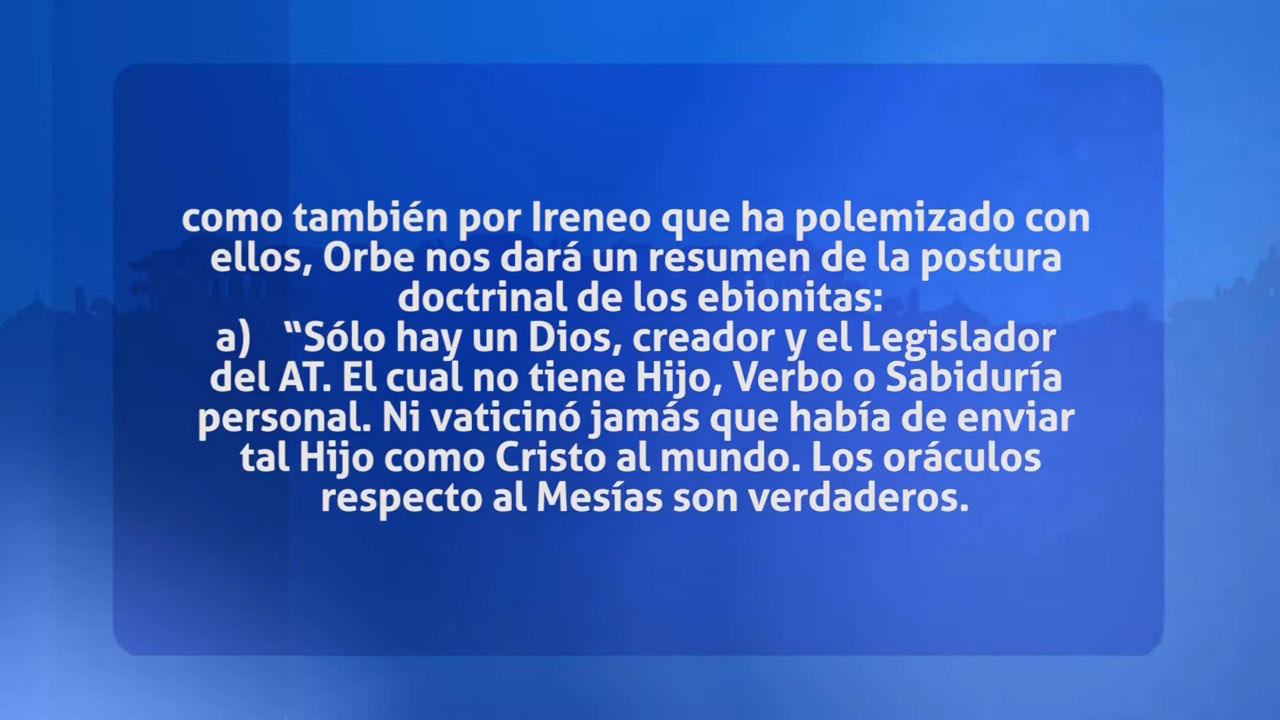 como también por Ireneo que ha polemizado con
ellos, Orbe nos dará un resumen de la postura
doctrinal de los ebionitas:
a) “Sólo hay un Dios, creador y el Legislador
del AT. El cual no tiene Hijo, Verbo o Sabiduría
personal. Ni vaticinó jamás que había de enviar
tal Hijo como Cristo al mundo. Los oráculos
respecto al Mesías son verdaderos.